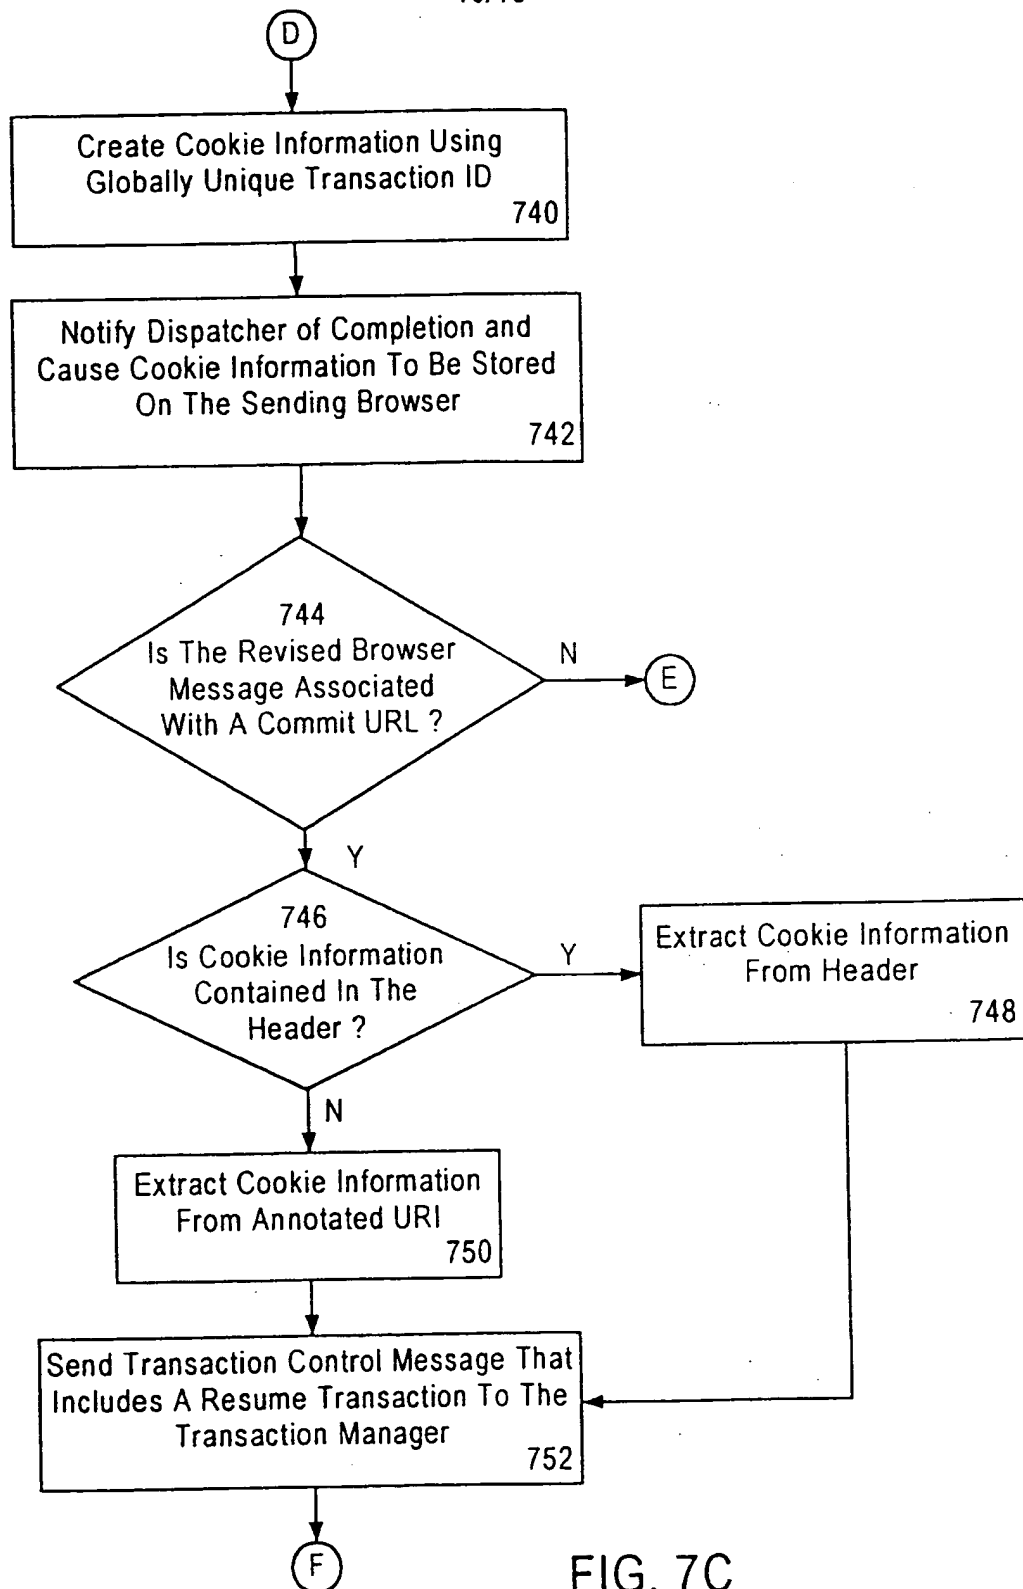 D
Create Cookie Information Using
Globally Unique Transaction ID
740
Notify Dispatcher of Completion and
Cause Cookie Information To Be Stored
On The Sending Browser
742
744
Is The Revised Browser
Message Associated
With A Commit URL ?
N
E
Y
746
Is Cookie Information
Contained In The
Header ?
Y
Extract Cookie Information
From Header
748
N
Extract Cookie Information
From Annotated URI
750
Send Transaction Control Message That
Includes A Resume Transaction To The
Transaction Manager
752
F
FIG. 7C